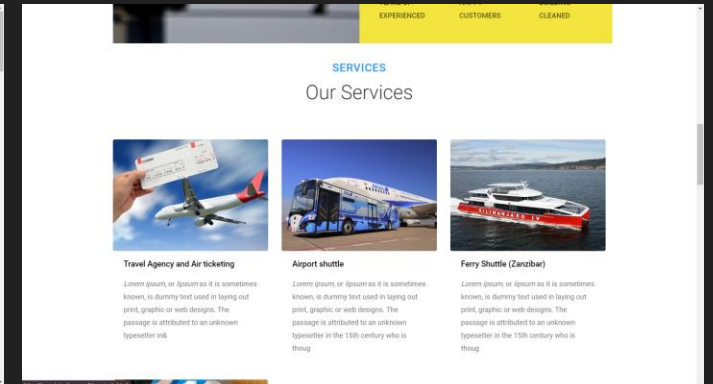 EXPERIENCED CUSTOMERS CLEANED
SERVICES
Our Services
KILIMANJARO IV
Travel Agency and Air ticketing
Airport shuttle
Ferry Shuttle (Zanzibar)
Lorem ipsum, or lipsum as it is sometimes
known, is dummy text used in laying out
print, graphic or web designs. The
passage is attributed to an unknown
typesetter in&
Lorem ipsum, or lipsum as it is sometimes
known, is dummy text used in laying out
print, graphic or web designs. The
passage is attributed to an unknown
typesetter in the 15th century who is
thoug
Lorem ipsum, or lipsum as it is sometimes
known, is dummy text used in laying out
print, graphic or web designs. The
passage is attributed to an unknown
typesetter in the 15th century who is
thoug